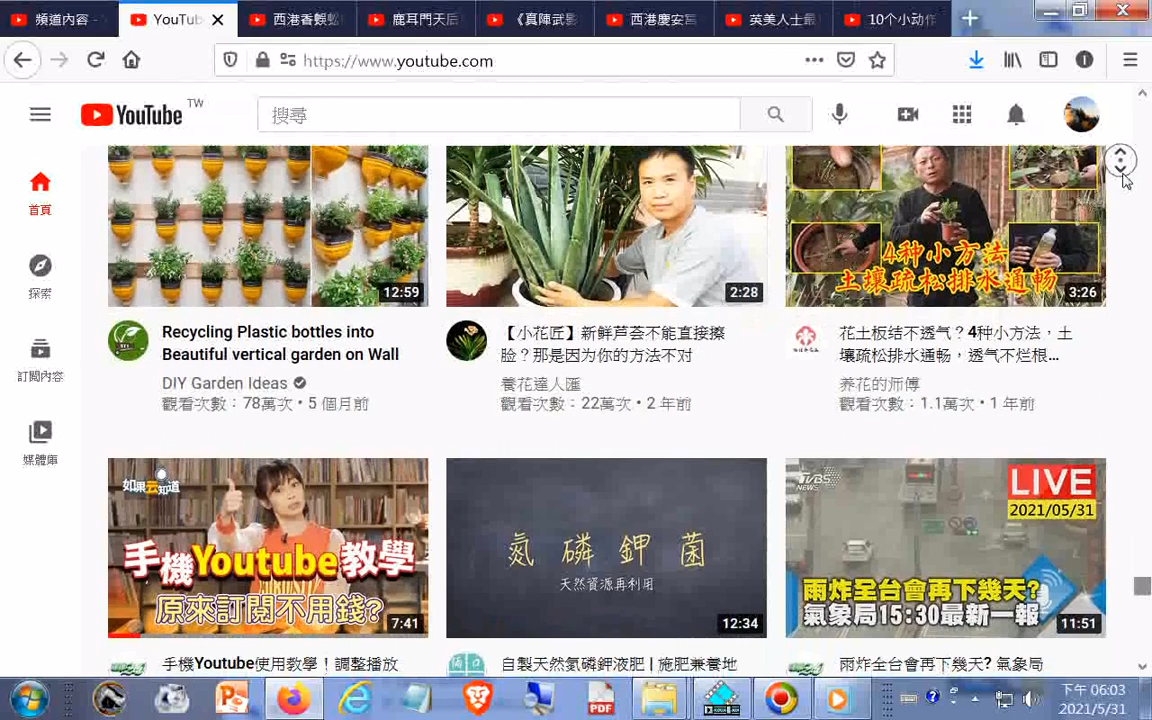 頻道內容 -
YouTub
西港香覬蚣
鹿耳門天后
《真陣武影
西港慶安宮
英美人士最
10个小动作
https://www.youtube.com
YouTube TW
搜尋
首頁
探索
訂閱內容
媒體庫
12:59
2:28
4种小方法
土壤疏松排水通畅
3:26
Recycling Plastic bottles into
Beautiful vertical garden on Wall
DIY Garden Ideas
觀看次數：78萬次 • 5 個月前
【小花匠】新鲜芦荟不能直接擦
脸？那是因为你的方法不对
養花達人匯
觀看次數：22萬次 • 2 年前
花土板结不透气？4种小方法，土
壤疏松排水通畅，透气不烂根...
养花的师傅
觀看次數：1.1萬次 • 1 年前
如果云知道
手機Youtube教學
原來訂閱不用錢?
7:41
氮 磷 鉀 菌
天然資源再利用
12:34
TVBS
NEWS
LIVE
2021/05/31
雨炸全台會再下幾天?
氣象局15:30最新一報
11:51
手機Youtube使用教學！調整播放
自製天然氮磷鉀液肥 | 施肥兼養地
雨炸全台會再下幾天? 氣象局
PDF
下午 06:03
2021/5/31